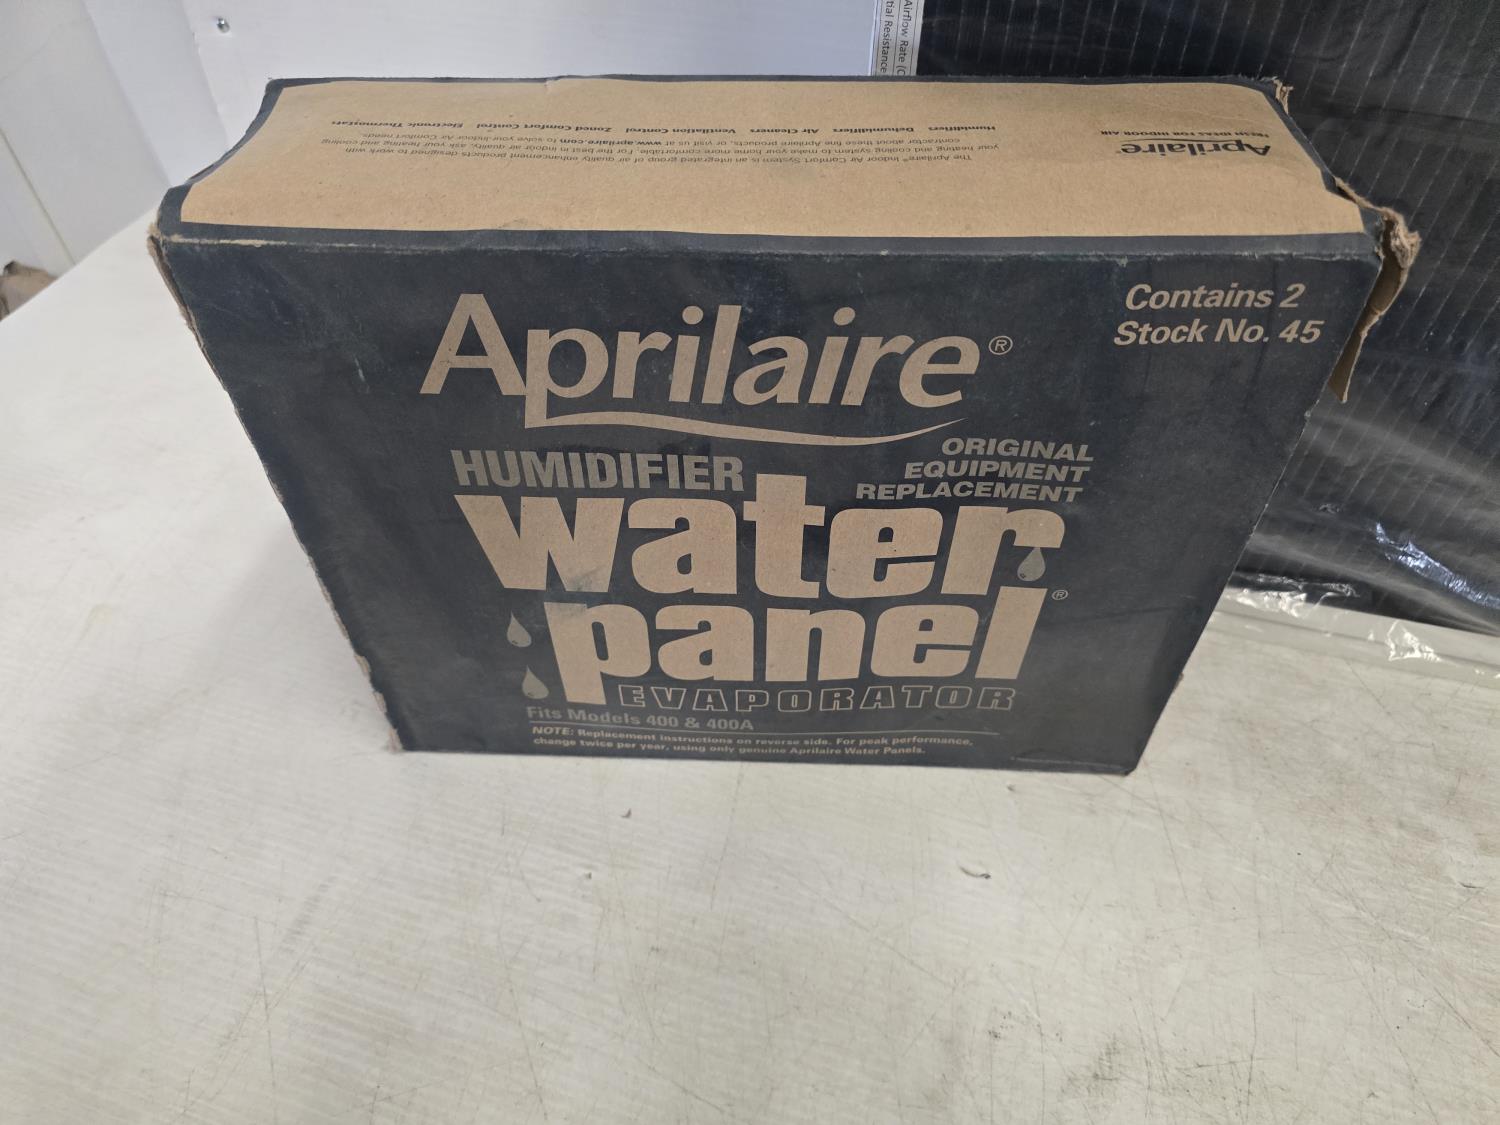 Airflow Rate (C
tial Resistance
The Aprilaire® Indoor Air Comfort System is an integrated group of air quality enhancement products designed to work with
your heating and cooling system to make your home more comfortable. For the best in indoor air quality, ask your heating and cooling
contractor about these fine Aprilaire products, or visit us at www.aprilaire.com to solve your Indoor Air Comfort needs.
Humidifiers Dehumidifiers Air Cleaners Ventilation Control Zoned Comfort Control Electronic Thermostats
Aprilaire
FRESH IDEAS FOR INDOOR AIR
Contains 2
Stock No. 45
Aprilaire®
ORIGINAL
EQUIPMENT
REPLACEMENT
HUMIDIFIER
water
panel®
EVAPORATOR
Fits Models 400 & 400A
NOTE: Replacement instructions on reverse side. For peak performance,
change twice per year, using only genuine Aprilaire Water Panels.